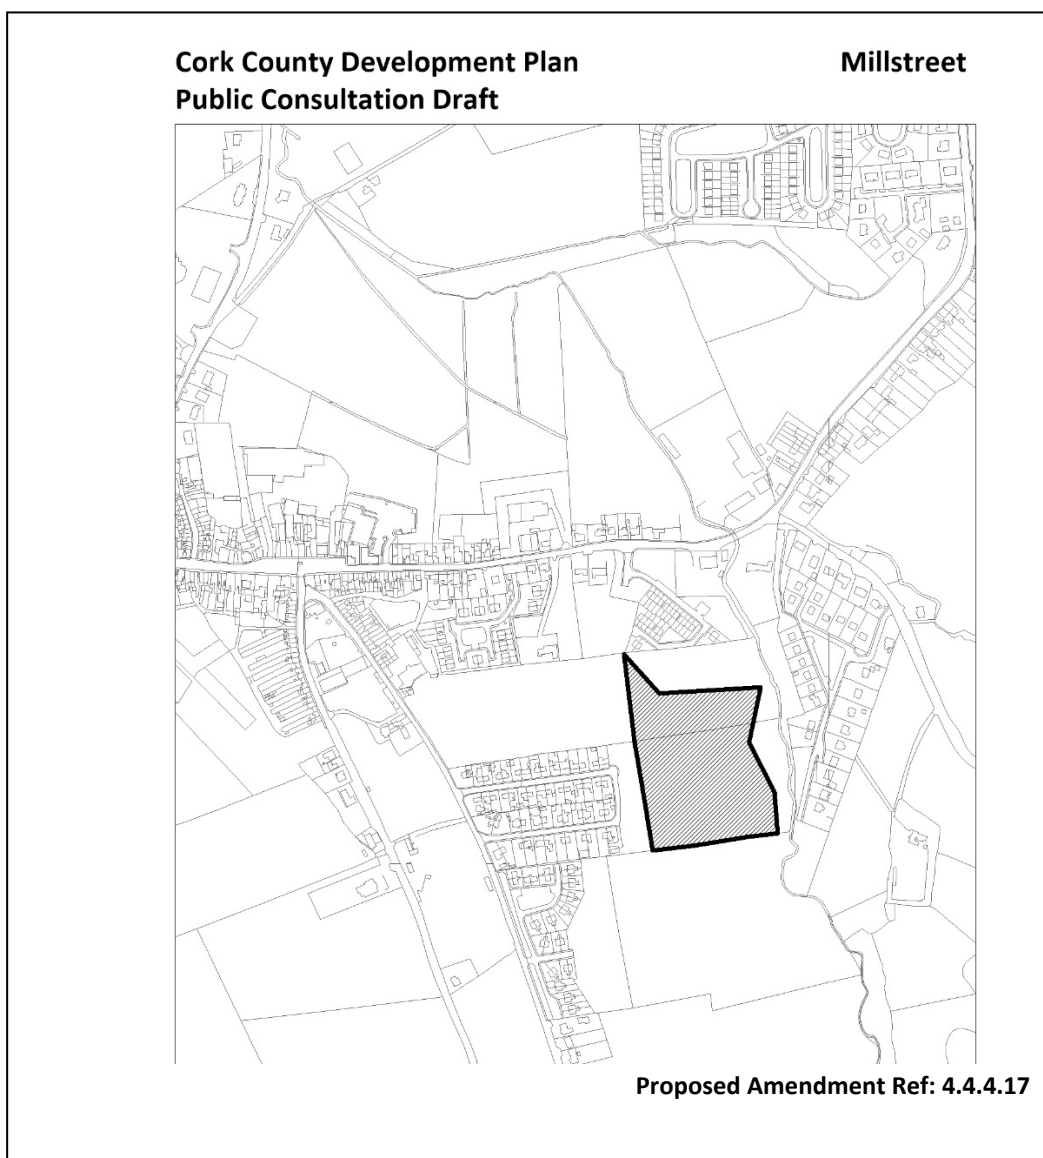 Cork County Development Plan
Millstreet
Public Consultation Draft
Proposed Amendment Ref: 4.4.4.17